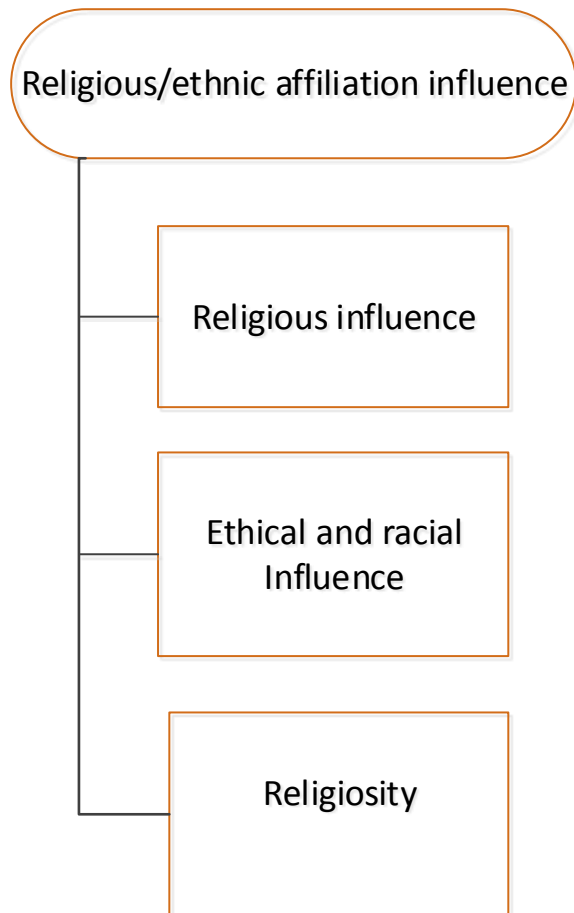 Religious/ethnic affiliation influence
Religious influence
Ethical and racial
Influence
Religiosity